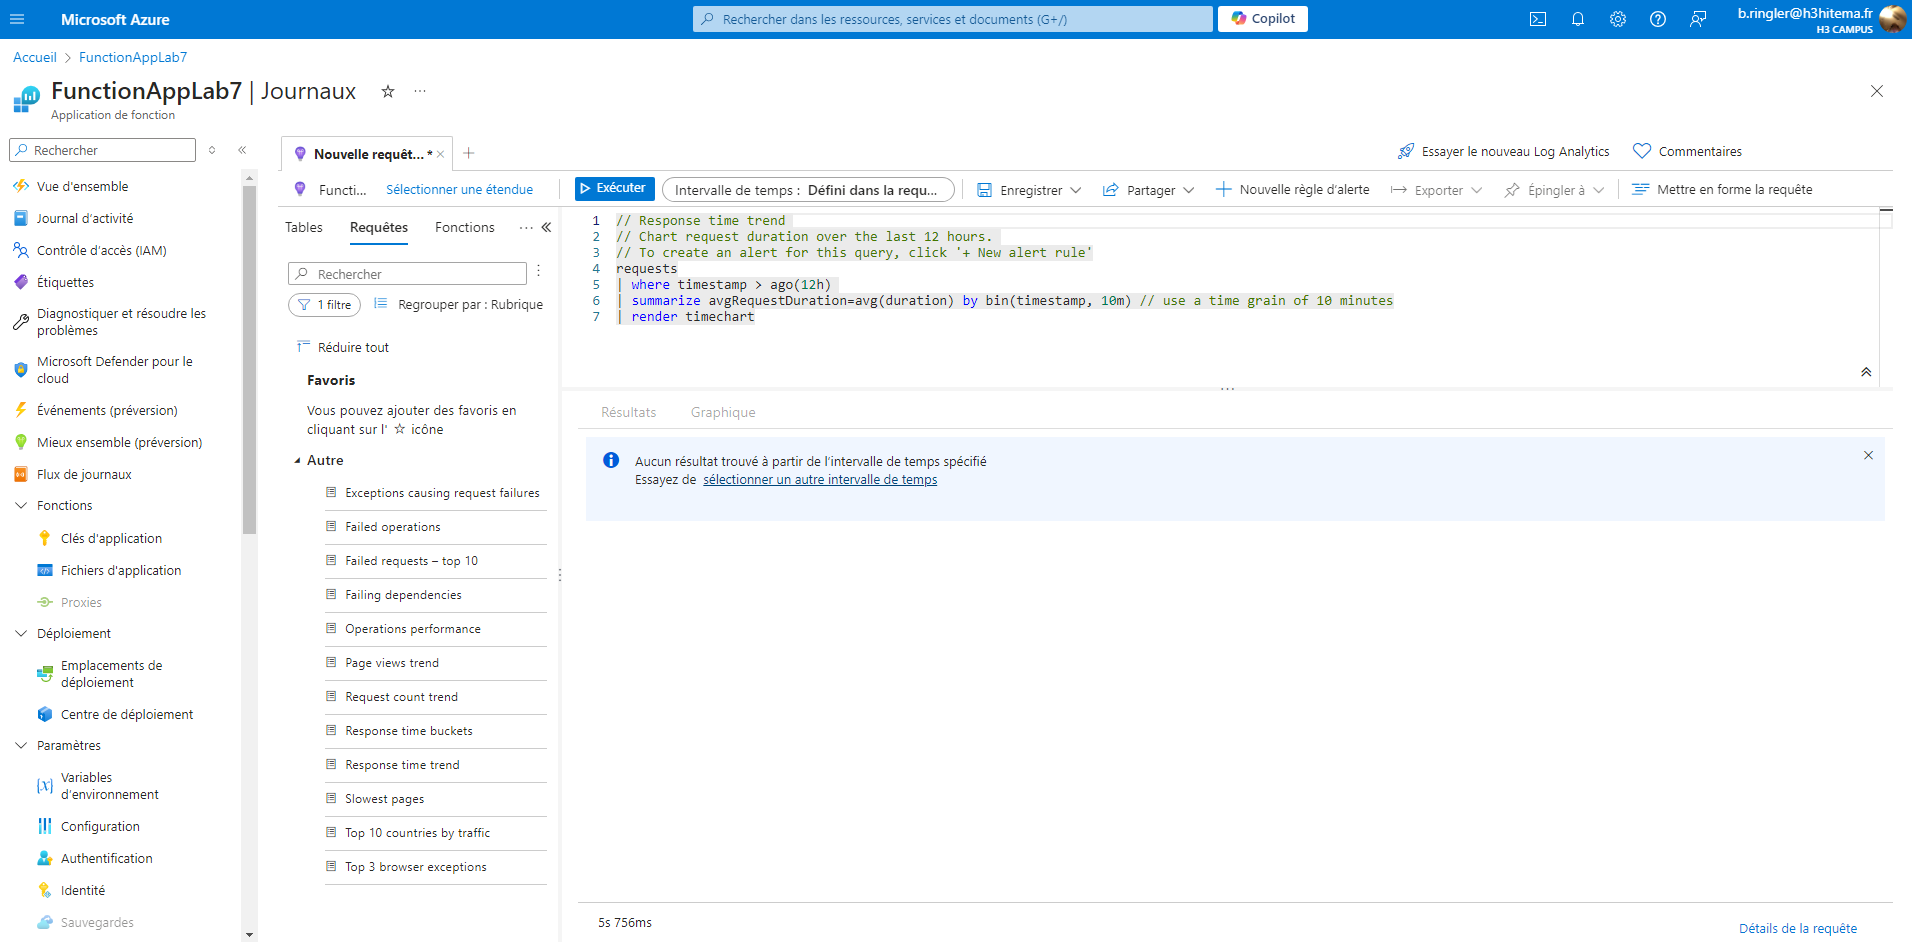 Microsoft Azure
Rechercher dans les ressources, services et documents (G+/)
Copilot
b.ringler@h3hitema.fr
H3 CAMPUS
Accueil > FunctionAppLab7
FunctionAppLab7 | Journaux
Application de fonction
Rechercher
Vue d'ensemble
Journal d'activité
Contrôle d'accès (IAM)
Étiquettes
Diagnostiquer et résoudre les
problèmes
Microsoft Defender pour le
cloud
Événements (préversion)
Mieux ensemble (préversion)
Flux de journaux
Fonctions
Clés d'application
Fichiers d'application
Proxies
Déploiement
Emplacements de
déploiement
Centre de déploiement
Paramètres
Variables
d'environnement
Configuration
Authentification
Identité
Sauvegardes
Nouvelle requêt... *
Essayer le nouveau Log Analytics
Commentaires
Functi...
Sélectionner une étendue
Exécuter
Intervalle de temps : Défini dans la requ...
Enregistrer
Partager
Nouvelle règle d'alerte
Exporter
Épingler à
Mettre en forme la requête
Tables
Requêtes
Fonctions
Rechercher
1 filtre
Regrouper par : Rubrique
Réduire tout
Favoris
Vous pouvez ajouter des favoris en
cliquant sur l' ☆ icône
Autre
Exceptions causing request failures
Failed operations
Failed requests – top 10
Failing dependencies
Operations performance
Page views trend
Request count trend
Response time buckets
Response time trend
Slowest pages
Top 10 countries by traffic
Top 3 browser exceptions
1 // Response time trend
2 // Chart request duration over the last 12 hours.
3 // To create an alert for this query, click '+ New alert rule'
4 requests
5 | where timestamp > ago(12h)
6 | summarize avgRequestDuration=avg(duration) by bin(timestamp, 10m) // use a time grain of 10 minutes
7 | render timechart
Résultats
Graphique
Aucun résultat trouvé à partir de l'intervalle de temps spécifié
Essayez de sélectionner un autre intervalle de temps
5s 756ms
Détails de la requête